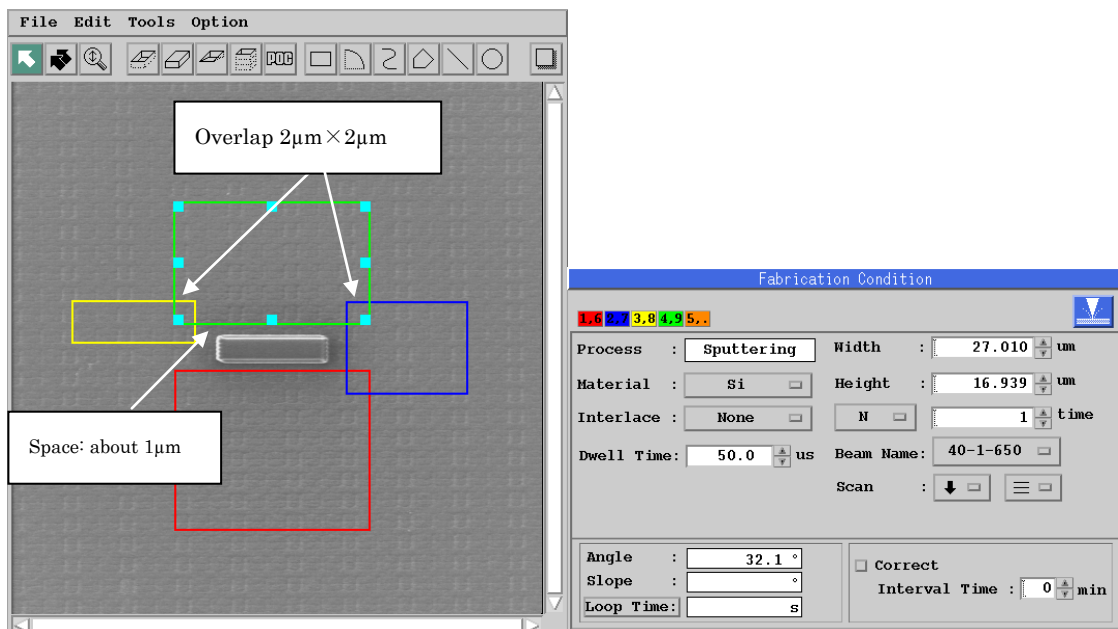 File Edit Tools Option
POC
Overlap 2μm×2μm
Space: about 1μm
Fabrication Condition
1,6 2,7 3,8 4,9 5,.
Process : Sputtering Width : 27.010 um
Material : Si Height : 16.939 um
Interlace : None N 1 time
Dwell Time: 50.0 us Beam Name: 40-1-650
Scan :
Angle : 32.1 °
Slope : °
Loop Time: s
Correct
Interval Time : 0 min